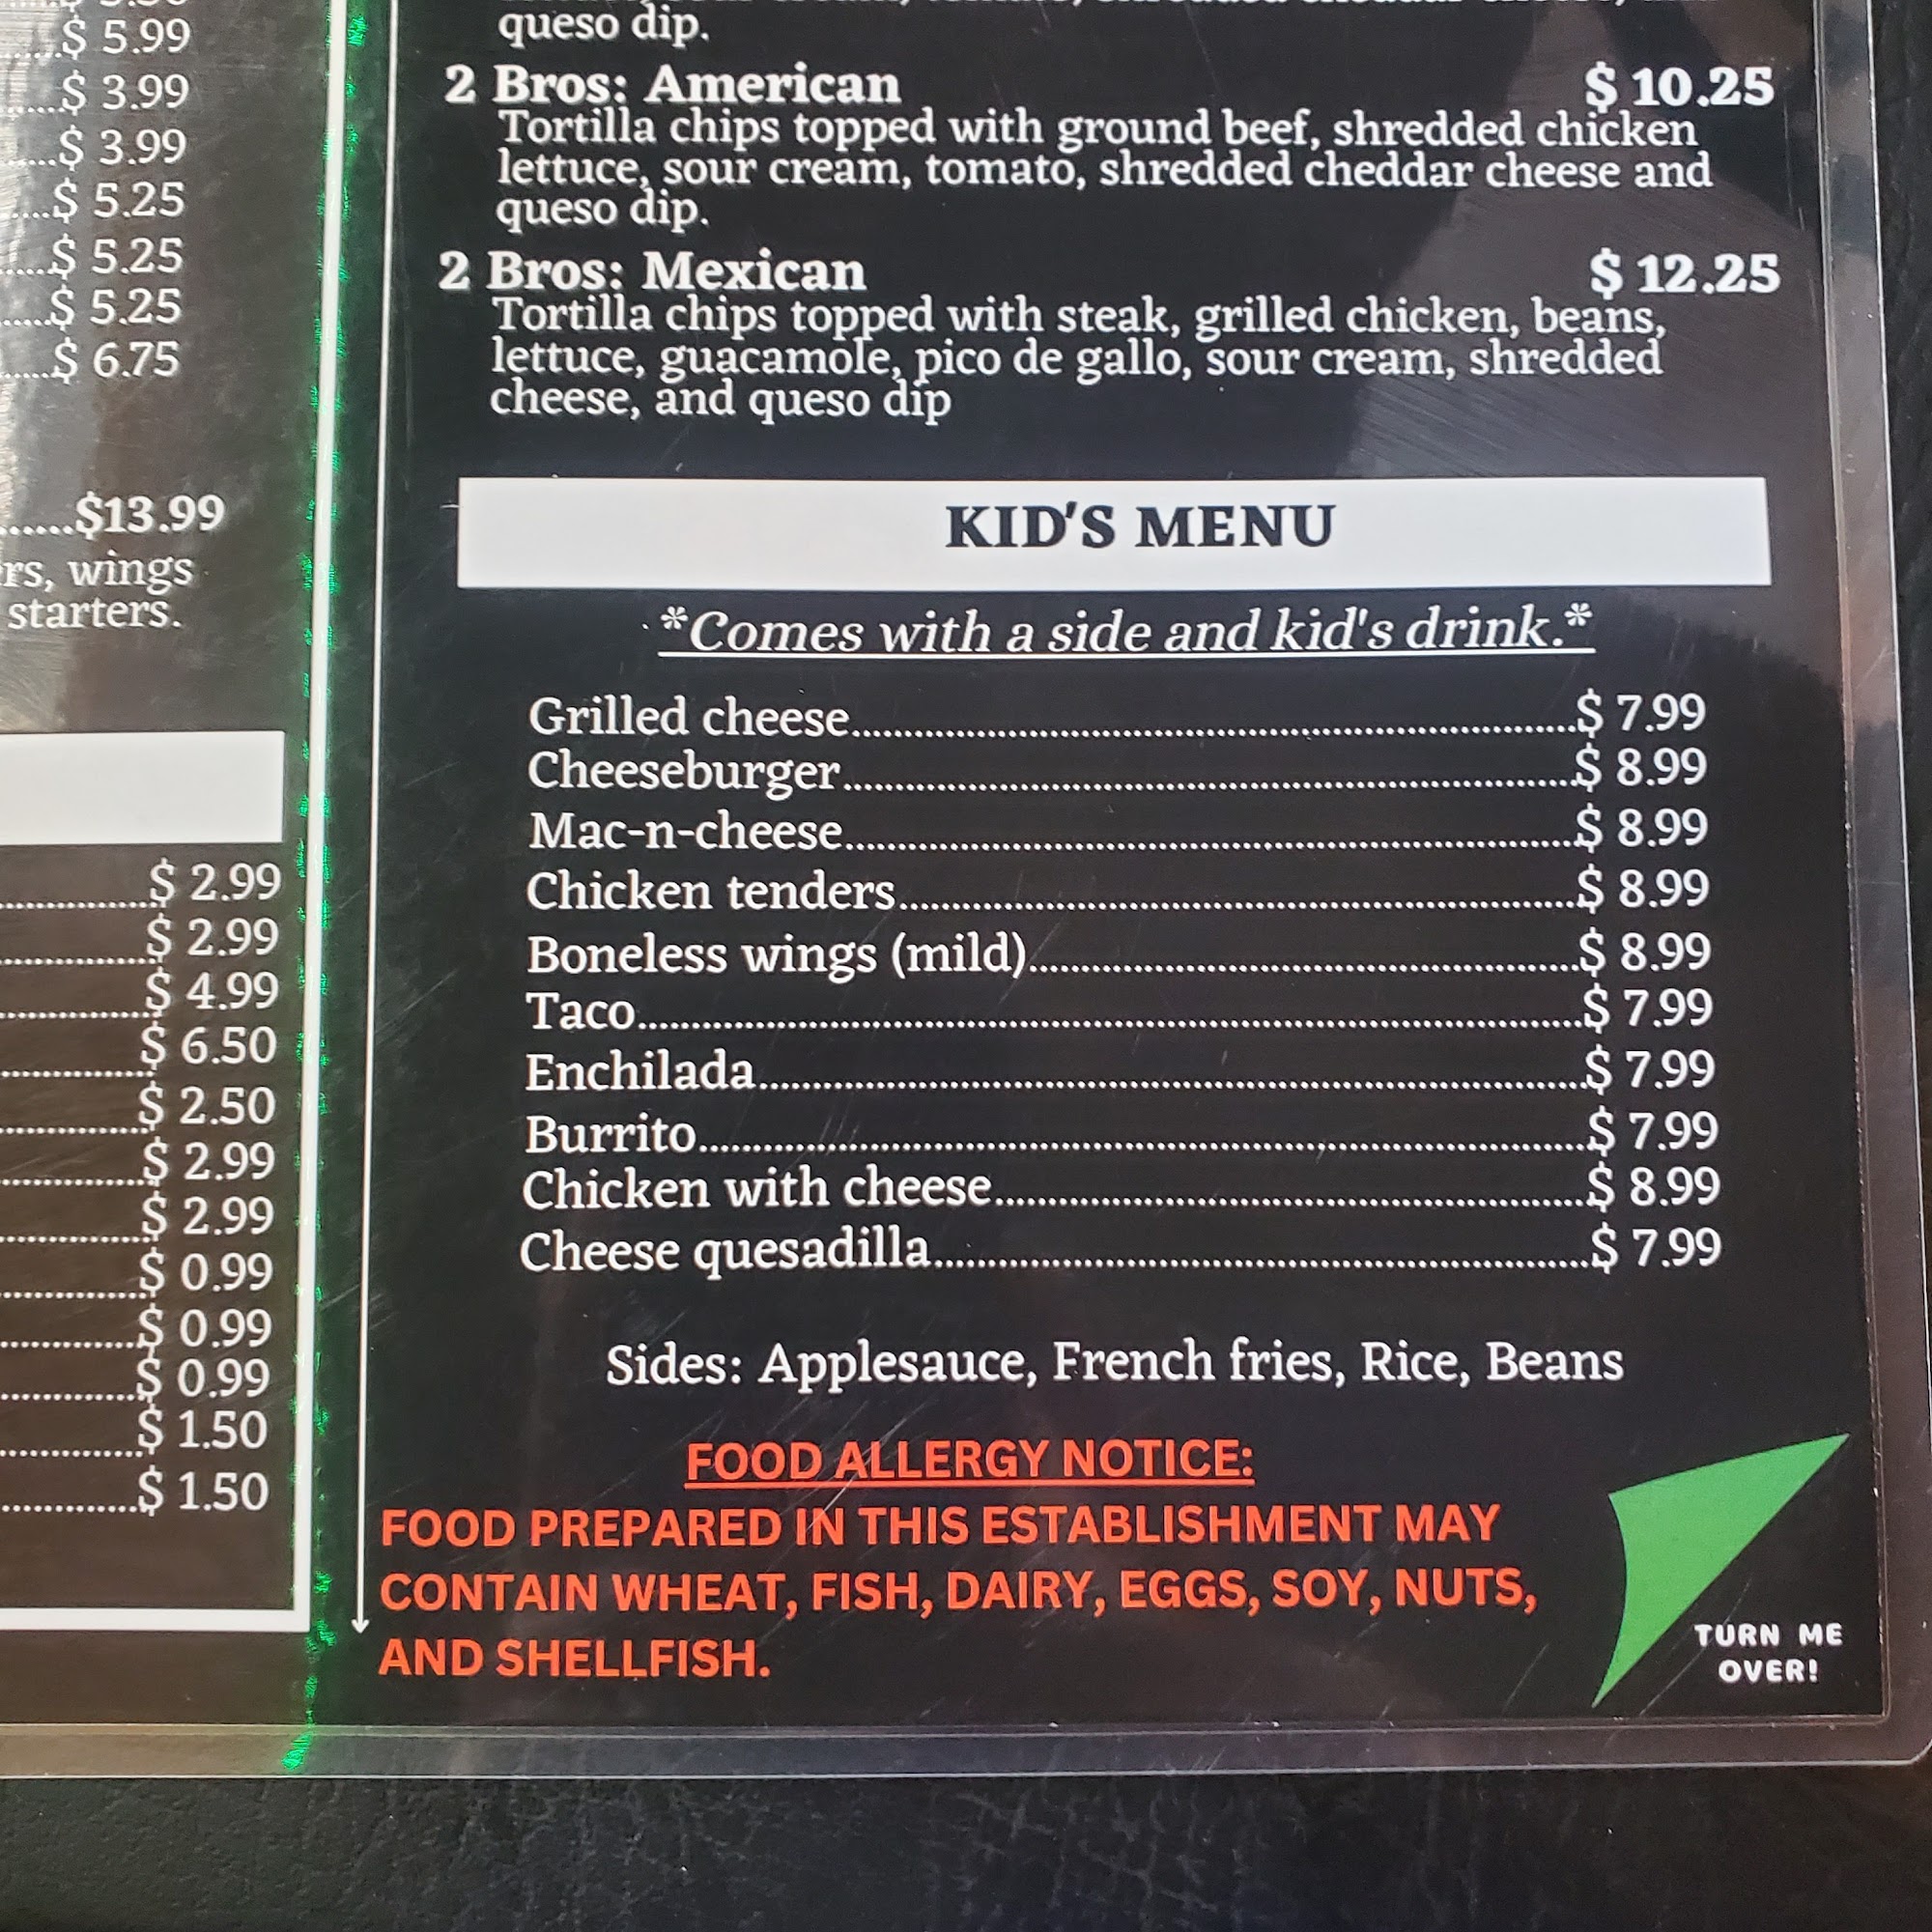 $ 5.99
$ 3.99
$ 3.99
$ 5.25
$ 5.25
$ 5.25
$ 6.75
$13.99
wings
starters.
$ 2.99
$ 2.99
$ 4.99
$ 6.50
$ 2.50
$ 2.99
$ 2.99
$ 0.99
$ 0.99
$ 0.99
$ 1.50
$ 1.50
queso dip.
2 Bros: American $ 10.25
Tortilla chips topped with ground beef, shredded chicken
lettuce, sour cream, tomato, shredded cheddar cheese and
queso dip.
2 Bros: Mexican $ 12.25
Tortilla chips topped with steak, grilled chicken, beans,
lettuce, guacamole, pico de gallo, sour cream, shredded
cheese, and queso dip
KID'S MENU
*Comes with a side and kid's drink.*
Grilled cheese $ 7.99
Cheeseburger $ 8.99
Mac-n-cheese $ 8.99
Chicken tenders $ 8.99
Boneless wings (mild) $ 8.99
Taco $ 7.99
Enchilada $ 7.99
Burrito $ 7.99
Chicken with cheese $ 8.99
Cheese quesadilla $ 7.99
Sides: Applesauce, French fries, Rice, Beans
FOOD ALLERGY NOTICE:
FOOD PREPARED IN THIS ESTABLISHMENT MAY
CONTAIN WHEAT, FISH, DAIRY, EGGS, SOY, NUTS,
AND SHELLFISH.
TURN ME
OVER!